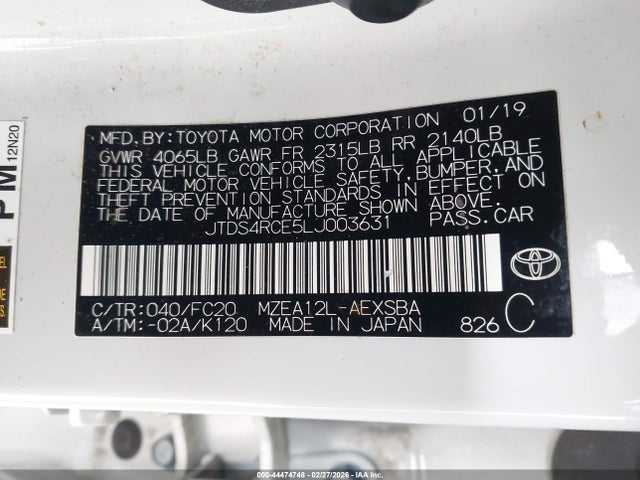 MFD.BY:TOYOTA MOTOR CORPORATION 01/19
GVWR 4065LB GAWR FR 2315LB RR 2140LB
THIS VEHICLE CONFORMS TO ALL APPLICABLE
FEDERAL MOTOR VEHICLE SAFETY, BUMPER, AND
THEFT PREVENTION STANDARDS IN EFFECT ON
THE DATE OF MANUFACTURE SHOWN ABOVE.
JTDS4RCE5LJ003631 PASS.CAR
C/TR:040/FC20 MZEA12L-AEXSBA
A/TM:-02A/K120 MADE IN JAPAN 826 C
PM 12N20
000-44474748 - 02/27/2026 - IAAI Corporate